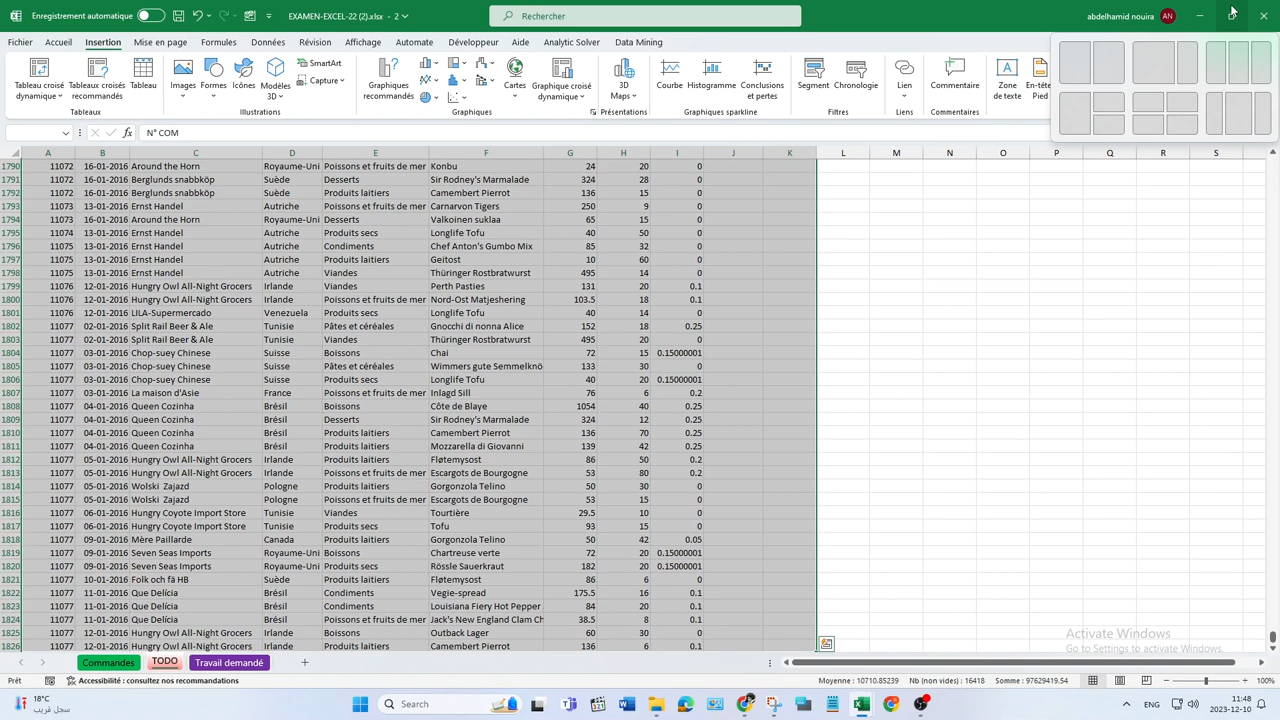 Enregistrement automatique EXAMEN-EXCEL-22 (2).xlsx - 2 Rechercher abdelhamid nouira AN
Fichier Accueil Insertion Mise en page Formules Données Révision Affichage Automate Développeur Aide Analytic Solver Data Mining
Tableau croisé dynamique Tableaux croisés recommandés Tableau Images Formes Icônes Modèles 3D SmartArt Capture Graphiques recommandés Cartes Graphique croisé dynamique 3D Maps Courbe Histogramme Conclusions et pertes Segment Chronologie Lien Commentaire Zone de texte En-tête Pied
Tableaux Illustrations Graphiques Présentations Graphiques sparkline Filtres Liens Commentaires
fx N° COM
A B C D E F G H I J K L M N O P Q R S
1790 11072 16-01-2016 Around the Horn Royaume-Uni Poissons et fruits de mer Konbu 24 20 0
1791 11072 16-01-2016 Berglunds snabbköp Suède Desserts Sir Rodney's Marmalade 324 28 0
1792 11072 16-01-2016 Berglunds snabbköp Suède Produits laitiers Camembert Pierrot 136 15 0
1793 11073 13-01-2016 Ernst Handel Autriche Poissons et fruits de mer Carnarvon Tigers 250 9 0
1794 11073 16-01-2016 Around the Horn Royaume-Uni Desserts Valkoinen suklaa 65 15 0
1795 11074 13-01-2016 Ernst Handel Autriche Produits secs Longlife Tofu 40 50 0
1796 11075 13-01-2016 Ernst Handel Autriche Condiments Chef Anton's Gumbo Mix 85 32 0
1797 11075 13-01-2016 Ernst Handel Autriche Produits laitiers Geitost 10 60 0
1798 11075 13-01-2016 Ernst Handel Autriche Viandes Thüringer Rostbratwurst 495 14 0
1799 11076 12-01-2016 Hungry Owl All-Night Grocers Irlande Viandes Perth Pasties 131 20 0.1
1800 11076 12-01-2016 Hungry Owl All-Night Grocers Irlande Poissons et fruits de mer Nord-Ost Matjeshering 103.5 18 0.1
1801 11076 12-01-2016 LILA-Supermercado Venezuela Produits secs Longlife Tofu 40 14 0
1802 11077 02-01-2016 Split Rail Beer & Ale Tunisie Pâtes et céréales Gnocchi di nonna Alice 152 18 0.25
1803 11077 02-01-2016 Split Rail Beer & Ale Tunisie Viandes Thüringer Rostbratwurst 495 20 0
1804 11077 03-01-2016 Chop-suey Chinese Suisse Boissons Chai 72 15 0.15000001
1805 11077 03-01-2016 Chop-suey Chinese Suisse Pâtes et céréales Wimmers gute Semmelknö 133 30 0
1806 11077 03-01-2016 Chop-suey Chinese Suisse Produits secs Longlife Tofu 40 20 0.15000001
1807 11077 03-01-2016 La maison d'Asie France Poissons et fruits de mer Inlagd Sill 76 6 0.2
1808 11077 04-01-2016 Queen Cozinha Brésil Boissons Côte de Blaye 1054 40 0.25
1809 11077 04-01-2016 Queen Cozinha Brésil Desserts Sir Rodney's Marmalade 324 12 0.25
1810 11077 04-01-2016 Queen Cozinha Brésil Produits laitiers Camembert Pierrot 136 70 0.25
1811 11077 04-01-2016 Queen Cozinha Brésil Produits laitiers Mozzarella di Giovanni 139 42 0.25
1812 11077 05-01-2016 Hungry Owl All-Night Grocers Irlande Produits laitiers Fløtemysost 86 50 0.2
1813 11077 05-01-2016 Hungry Owl All-Night Grocers Irlande Poissons et fruits de mer Escargots de Bourgogne 53 80 0.2
1814 11077 05-01-2016 Wolski Zajazd Pologne Produits laitiers Gorgonzola Telino 50 30 0
1815 11077 05-01-2016 Wolski Zajazd Pologne Poissons et fruits de mer Escargots de Bourgogne 53 15 0
1816 11077 06-01-2016 Hungry Coyote Import Store Tunisie Viandes Tourtière 29.5 10 0
1817 11077 06-01-2016 Hungry Coyote Import Store Tunisie Produits secs Tofu 93 15 0
1818 11077 09-01-2016 Mère Paillarde Canada Produits laitiers Gorgonzola Telino 50 42 0.05
1819 11077 09-01-2016 Seven Seas Imports Royaume-Uni Boissons Chartreuse verte 72 20 0.15000001
1820 11077 09-01-2016 Seven Seas Imports Royaume-Uni Produits secs Rössle Sauerkraut 182 20 0.15000001
1821 11077 10-01-2016 Folk och fä HB Suède Produits laitiers Fløtemysost 86 6 0
1822 11077 11-01-2016 Que Delícia Brésil Condiments Vegie-spread 175.5 16 0.1
1823 11077 11-01-2016 Que Delícia Brésil Condiments Louisiana Fiery Hot Pepper 84 20 0.1
1824 11077 11-01-2016 Que Delícia Brésil Poissons et fruits de mer Jack's New England Clam Ch 38.5 8 0.1
1825 11077 12-01-2016 Hungry Owl All-Night Grocers Irlande Boissons Outback Lager 60 30 0
1826 11077 12-01-2016 Hungry Owl All-Night Grocers Irlande Produits laitiers Camembert Pierrot 136 6 0.1
Activate Windows
Go to Settings to activate Windows.
Commandes TODO Travail demandé
Prêt Accessibilité : consultez nos recommandations Moyenne : 10710.85239 Nb (non vides) : 16418 Somme : 97629419.54 100%
18°C
سجل قريب
Search
ENG
11:48
2023-12-10